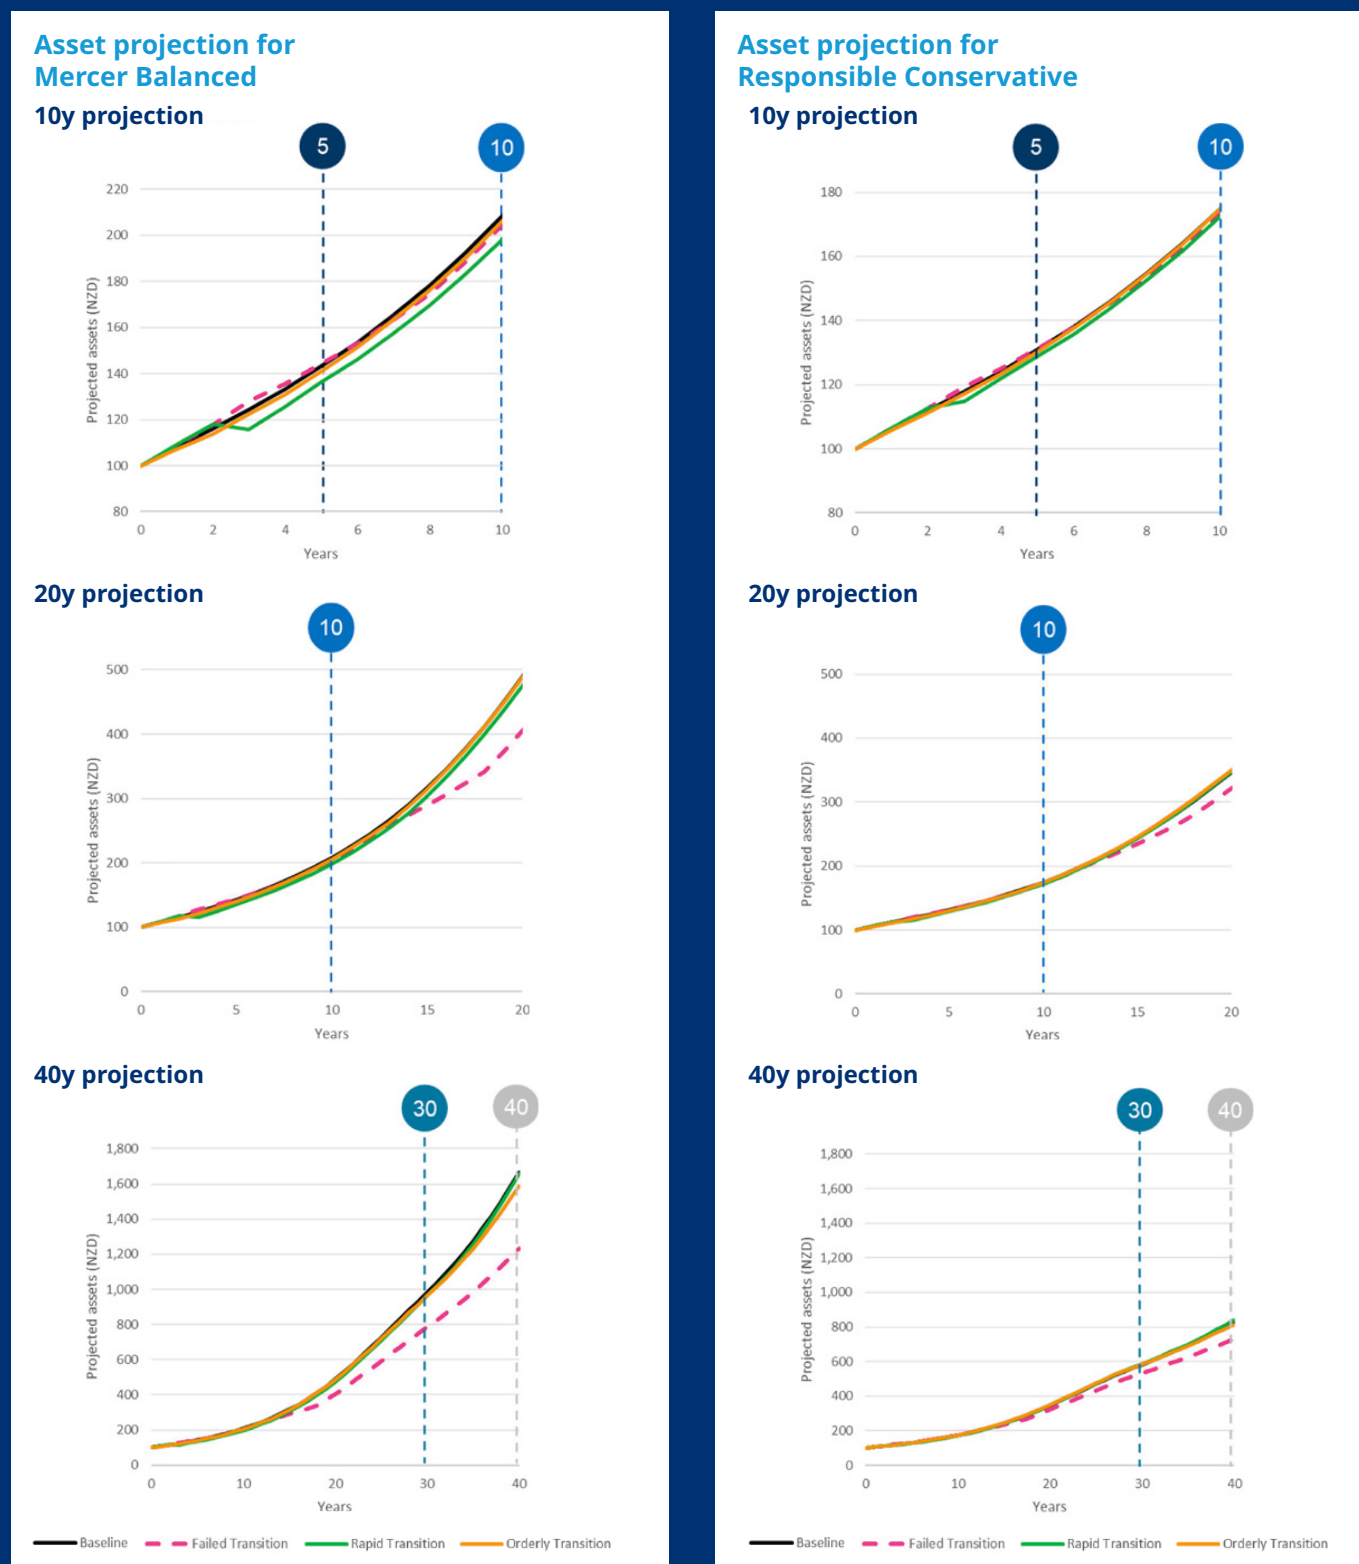 Asset projection for
Mercer Balanced
10y projection
5
10
220
200
180
160
140
120
100
80
Projected assets (NZD)
0 2 4 6 8 10
Years
20y projection
10
500
400
300
200
100
0
Projected assets (NZD)
0 5 10 15 20
Years
40y projection
30
40
1,800
1,600
1,400
1,200
1,000
800
600
400
200
0
Projected assets (NZD)
0 10 20 30 40
Years
Baseline Failed Transition Rapid Transition Orderly Transition
Asset projection for
Responsible Conservative
10y projection
5
10
180
160
140
120
100
80
Projected assets (NZD)
0 2 4 6 8 10
Years
20y projection
10
500
400
300
200
100
0
Projected assets (NZD)
0 5 10 15 20
Years
40y projection
30
40
1,800
1,600
1,400
1,200
1,000
800
600
400
200
0
Projected assets (NZD)
0 10 20 30 40
Years
Baseline Failed Transition Rapid Transition Orderly Transition